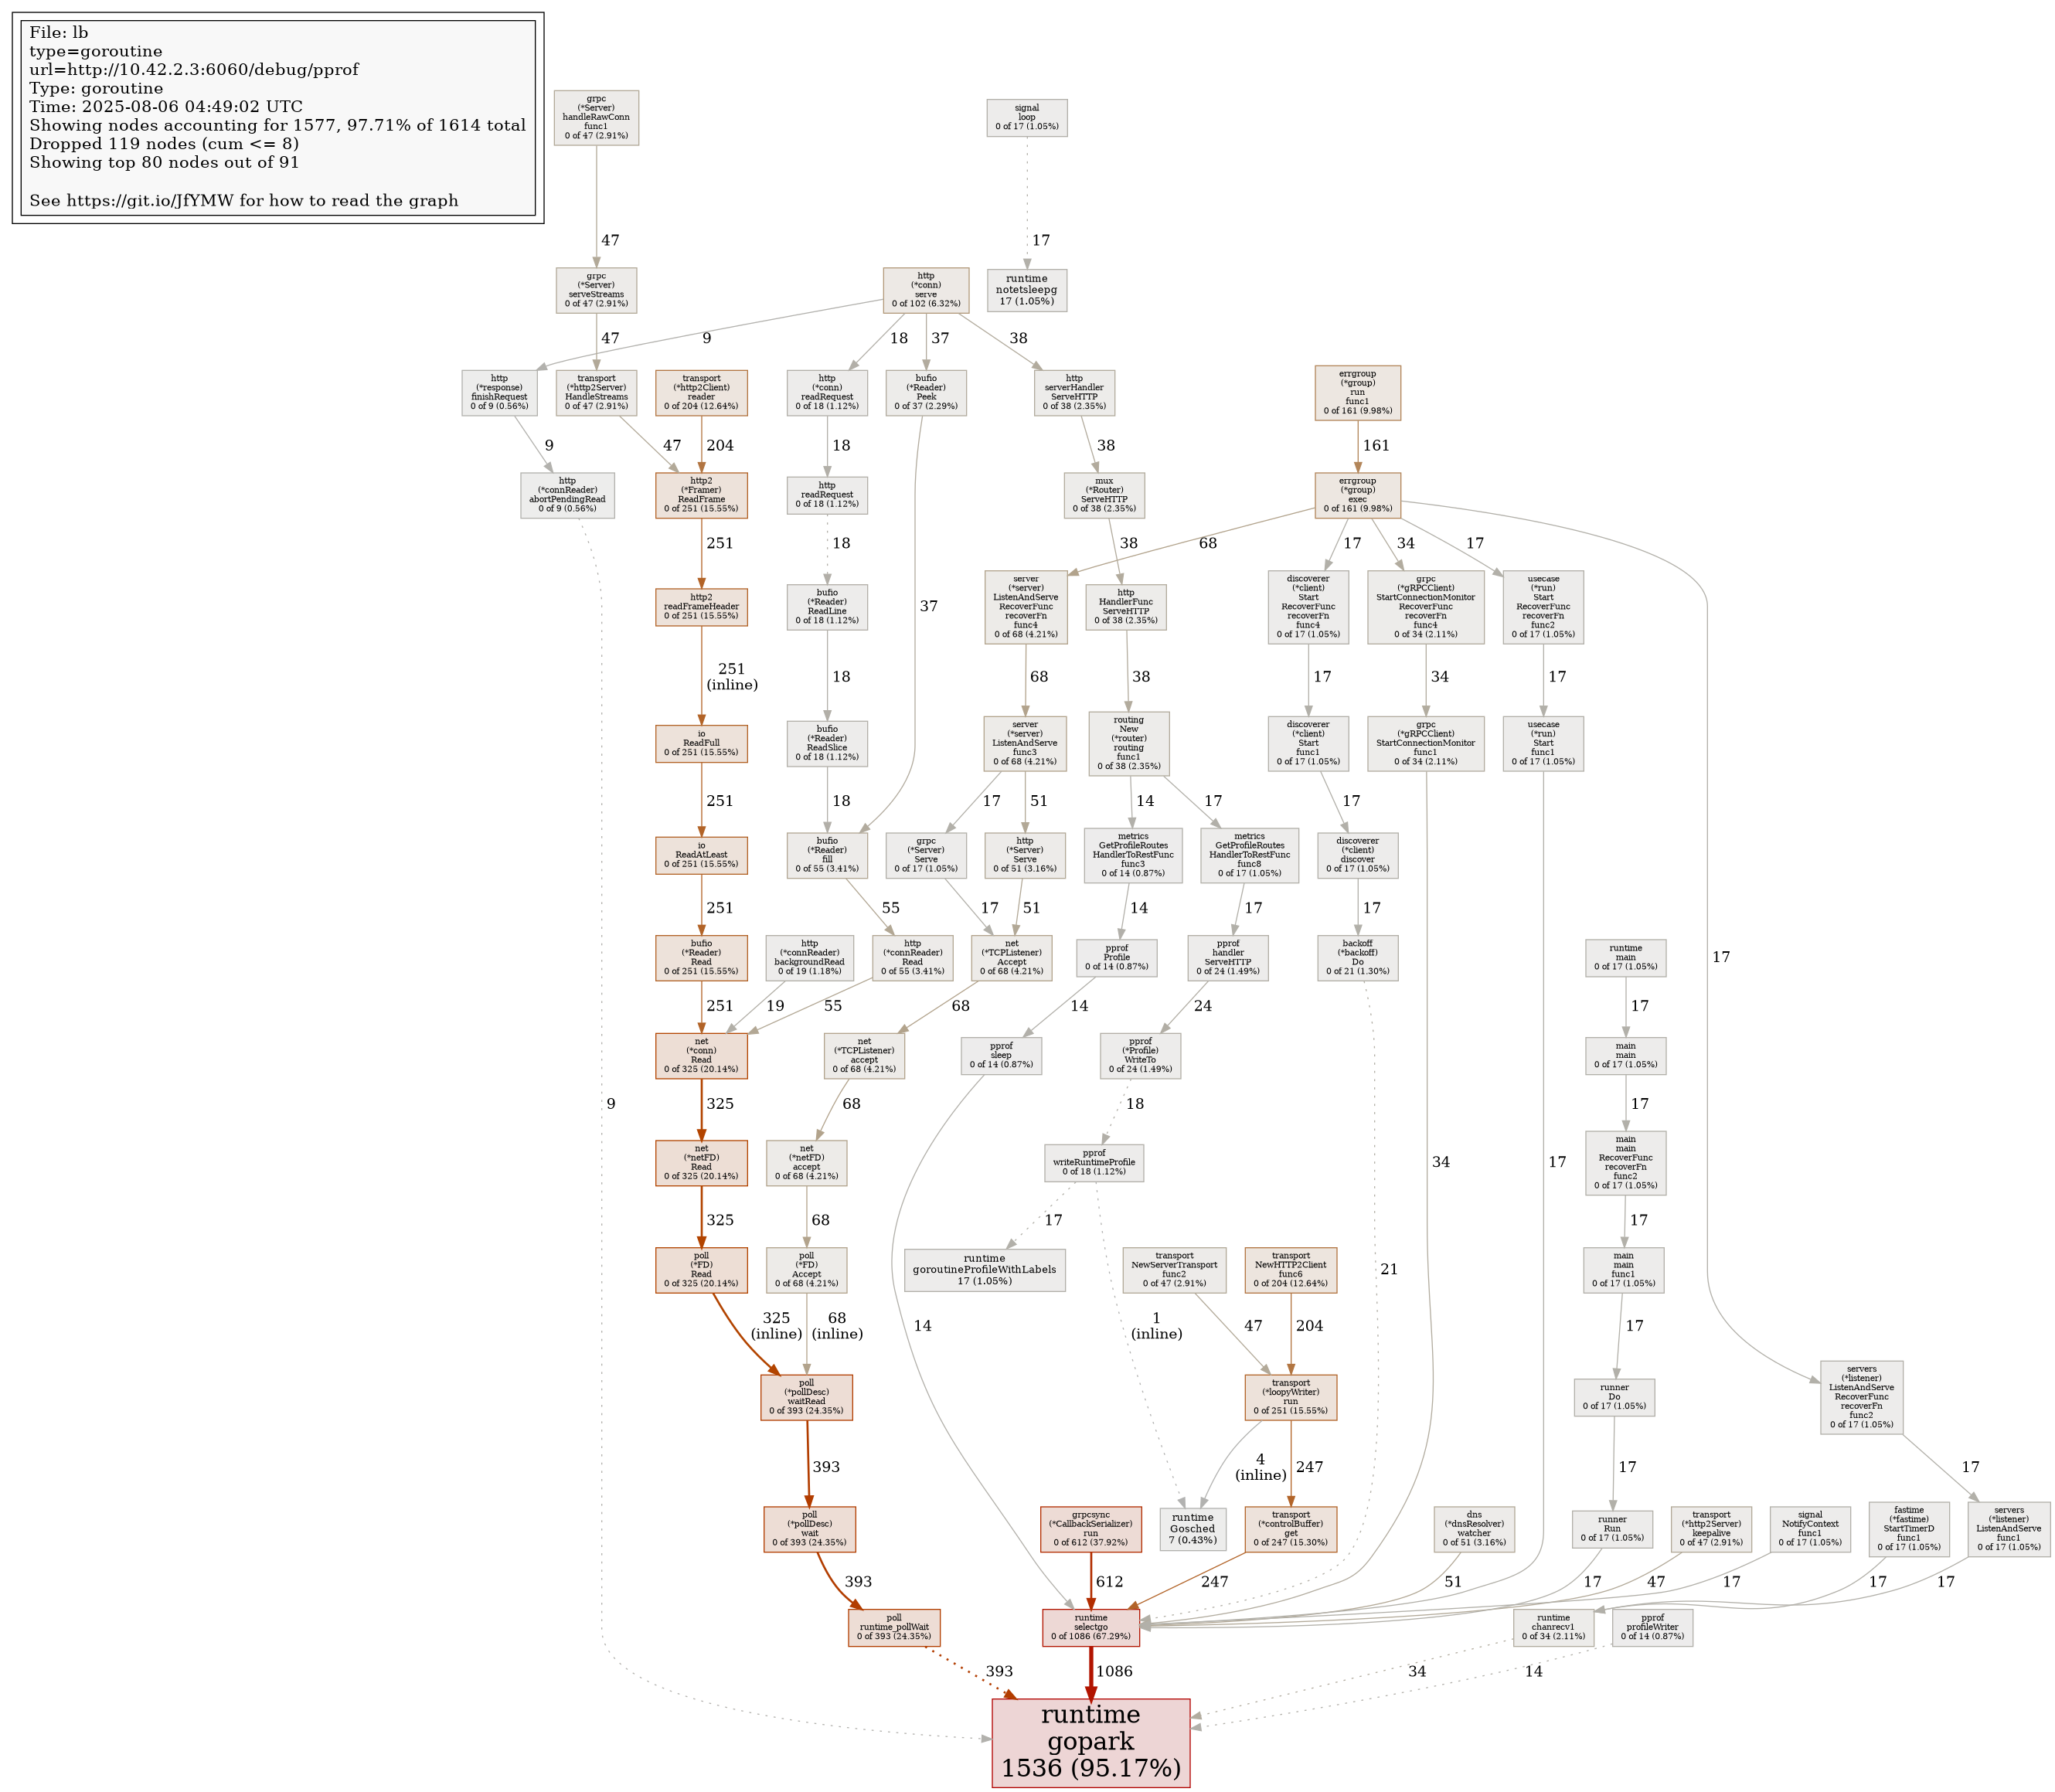 File: lb
type=goroutine
url=http://10.42.2.3:6060/debug/pprof
Type: goroutine
Time: 2025-08-06 04:49:02 UTC
Showing nodes accounting for 1577, 97.71% of 1614 total
Dropped 119 nodes (cum <= 8)
Showing top 80 nodes out of 91
See https://git.io/JfYMW for how to read the graph
grpc
(*Server)
handleRawConn
func1
0 of 47 (2.91%)
signal
loop
0 of 17 (1.05%)
47
17
grpc
(*Server)
serveStreams
0 of 47 (2.91%)
http
(*conn)
serve
0 of 102 (6.32%)
runtime
notetsleepg
17 (1.05%)
47
9
18
37
38
http
(*response)
finishRequest
0 of 9 (0.56%)
transport
(*http2Server)
HandleStreams
0 of 47 (2.91%)
transport
(*http2Client)
reader
0 of 204 (12.64%)
http
(*conn)
readRequest
0 of 18 (1.12%)
bufio
(*Reader)
Peek
0 of 37 (2.29%)
http
serverHandler
ServeHTTP
0 of 38 (2.35%)
errgroup
(*group)
run
func1
0 of 161 (9.98%)
9
47
204
18
38
161
http
(*connReader)
abortPendingRead
0 of 9 (0.56%)
http2
(*Framer)
ReadFrame
0 of 251 (15.55%)
http
readRequest
0 of 18 (1.12%)
mux
(*Router)
ServeHTTP
0 of 38 (2.35%)
errgroup
(*group)
exec
0 of 161 (9.98%)
251
18
38
68
17
34
17
http2
readFrameHeader
0 of 251 (15.55%)
bufio
(*Reader)
ReadLine
0 of 18 (1.12%)
37
server
(*server)
ListenAndServe
RecoverFunc
recoverFn
func4
0 of 68 (4.21%)
http
HandlerFunc
ServeHTTP
0 of 38 (2.35%)
discoverer
(*client)
Start
RecoverFunc
recoverFn
func4
0 of 17 (1.05%)
grpc
(*gRPCClient)
StartConnectionMonitor
RecoverFunc
recoverFn
func4
0 of 34 (2.11%)
usecase
(*run)
Start
RecoverFunc
recoverFn
func2
0 of 17 (1.05%)
251
(inline)
18
68
38
17
34
17
io
ReadFull
0 of 251 (15.55%)
bufio
(*Reader)
ReadSlice
0 of 18 (1.12%)
server
(*server)
ListenAndServe
func3
0 of 68 (4.21%)
routing
New
(*router)
routing
func1
0 of 38 (2.35%)
discoverer
(*client)
Start
func1
0 of 17 (1.05%)
grpc
(*gRPCClient)
StartConnectionMonitor
func1
0 of 34 (2.11%)
usecase
(*run)
Start
func1
0 of 17 (1.05%)
251
18
17
51
14
17
17
io
ReadAtLeast
0 of 251 (15.55%)
bufio
(*Reader)
fill
0 of 55 (3.41%)
grpc
(*Server)
Serve
0 of 17 (1.05%)
http
(*Server)
Serve
0 of 51 (3.16%)
metrics
GetProfileRoutes
HandlerToRestFunc
func3
0 of 14 (0.87%)
metrics
GetProfileRoutes
HandlerToRestFunc
func8
0 of 17 (1.05%)
discoverer
(*client)
discover
0 of 17 (1.05%)
251
55
17
51
14
17
17
bufio
(*Reader)
Read
0 of 251 (15.55%)
http
(*connReader)
backgroundRead
0 of 19 (1.18%)
http
(*connReader)
Read
0 of 55 (3.41%)
net
(*TCPListener)
Accept
0 of 68 (4.21%)
pprof
Profile
0 of 14 (0.87%)
pprof
handler
ServeHTTP
0 of 24 (1.49%)
backoff
(*backoff)
Do
0 of 21 (1.30%)
runtime
main
0 of 17 (1.05%)
17
251
19
55
68
14
24
17
net
(*conn)
Read
0 of 325 (20.14%)
net
(*TCPListener)
accept
0 of 68 (4.21%)
pprof
sleep
0 of 14 (0.87%)
pprof
(*Profile)
WriteTo
0 of 24 (1.49%)
main
main
0 of 17 (1.05%)
9
325
68
18
17
net
(*netFD)
Read
0 of 325 (20.14%)
net
(*netFD)
accept
0 of 68 (4.21%)
pprof
writeRuntimeProfile
0 of 18 (1.12%)
34
17
main
main
RecoverFunc
recoverFn
func2
0 of 17 (1.05%)
325
68
17
17
poll
(*FD)
Read
0 of 325 (20.14%)
poll
(*FD)
Accept
0 of 68 (4.21%)
runtime
goroutineProfileWithLabels
17 (1.05%)
transport
NewServerTransport
func2
0 of 47 (2.91%)
transport
NewHTTP2Client
func6
0 of 204 (12.64%)
21
main
main
func1
0 of 17 (1.05%)
325
(inline)
68
(inline)
14
1
(inline)
47
204
17
poll
(*pollDesc)
waitRead
0 of 393 (24.35%)
transport
(*loopyWriter)
run
0 of 251 (15.55%)
runner
Do
0 of 17 (1.05%)
servers
(*listener)
ListenAndServe
RecoverFunc
recoverFn
func2
0 of 17 (1.05%)
393
4
(inline)
247
17
17
poll
(*pollDesc)
wait
0 of 393 (24.35%)
grpcsync
(*CallbackSerializer)
run
0 of 612 (37.92%)
runtime
Gosched
7 (0.43%)
transport
(*controlBuffer)
get
0 of 247 (15.30%)
dns
(*dnsResolver)
watcher
0 of 51 (3.16%)
runner
Run
0 of 17 (1.05%)
transport
(*http2Server)
keepalive
0 of 47 (2.91%)
signal
NotifyContext
func1
0 of 17 (1.05%)
fastime
(*fastime)
StartTimerD
func1
0 of 17 (1.05%)
servers
(*listener)
ListenAndServe
func1
0 of 17 (1.05%)
393
612
247
51
17
47
17
17
17
poll
runtime_pollWait
0 of 393 (24.35%)
runtime
selectgo
0 of 1086 (67.29%)
runtime
chanrecv1
0 of 34 (2.11%)
pprof
profileWriter
0 of 14 (0.87%)
393
1086
34
14
runtime
gopark
1536 (95.17%)